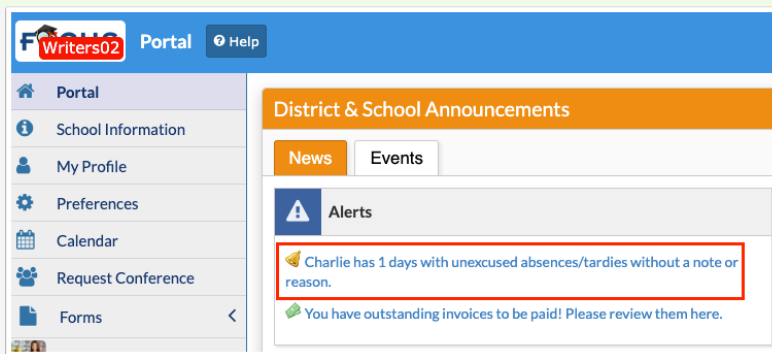 Writers02
Portal
Help
Portal
School Information
My Profile
Preferences
Calendar
Request Conference
Forms
District & School Announcements
News
Events
Alerts
Charlie has 1 days with unexcused absences/tardies without a note or
reason.
You have outstanding invoices to be paid! Please review them here.